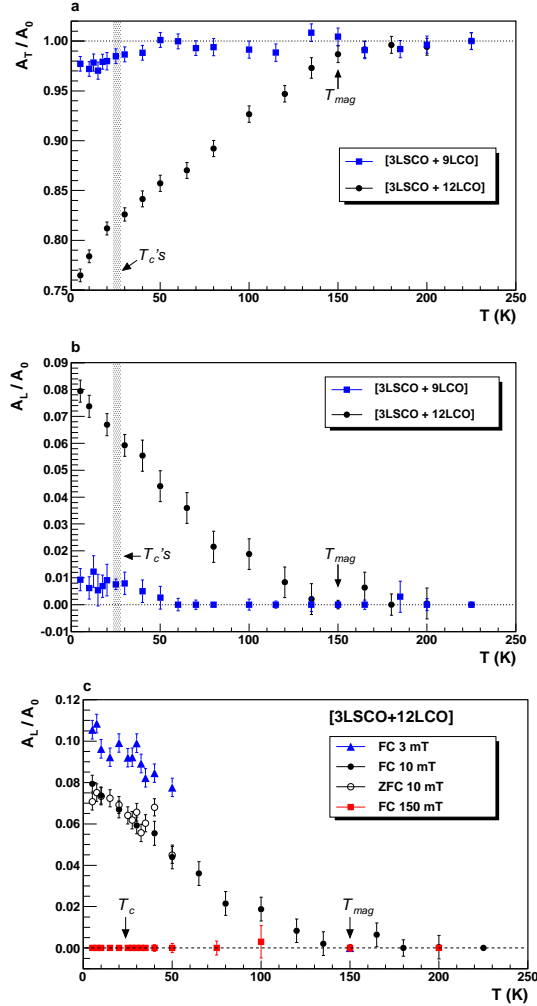 a
A_T / A_0
1.00
0.95
0.90
0.85
0.80
0.75
T_mag
[3LSCO + 9LCO]
[3LSCO + 12LCO]
T_c's
0 50 100 150 200 250
T (K)
b
A_L / A_0
0.09
0.08
0.07
0.06
0.05
0.04
0.03
0.02
0.01
0.00
-0.01
[3LSCO + 9LCO]
[3LSCO + 12LCO]
T_c's
T_mag
0 50 100 150 200 250
T (K)
c
A_L / A_0
0.12
0.10
0.08
0.06
0.04
0.02
0.00
[3LSCO+12LCO]
FC 3 mT
FC 10 mT
ZFC 10 mT
FC 150 mT
T_c
T_mag
0 50 100 150 200 250
T (K)